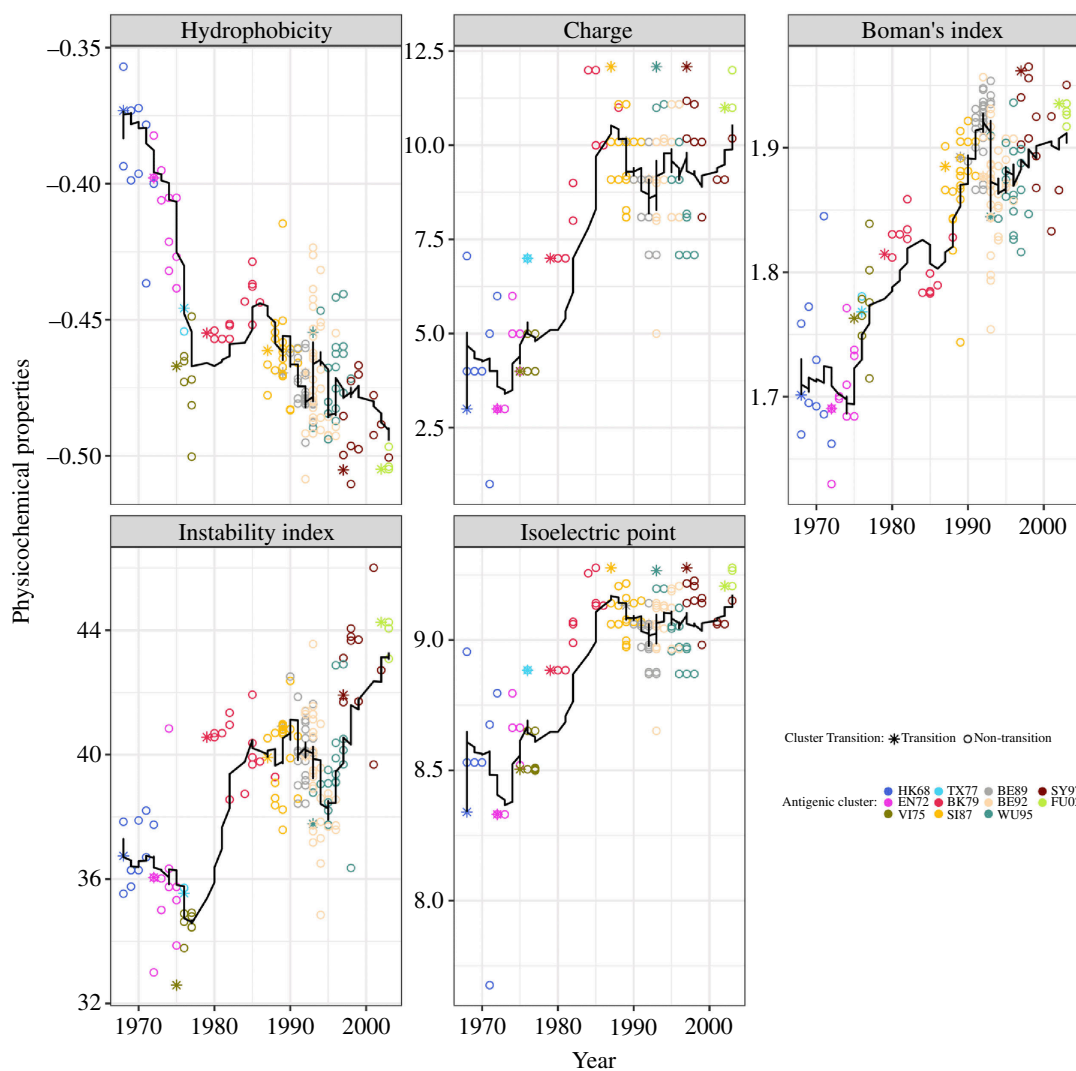 Hydrophobicity
Charge
Boman's index
−0.35
−0.40
−0.45
−0.50
12.5
10.0
7.5
5.0
2.5
1.9
1.8
1.7
1970 1980 1990 2000
Physicochemical properties
Instability index
Isoelectric point
44
40
36
32
9.0
8.5
8.0
1970 1980 1990 2000
1970 1980 1990 2000
Year
Cluster Transition: Transition Non-transition
Antigenic cluster:
HK68 TX77 BE89 SY97
EN72 BK79 BE92 FU02
VI75 SI87 WU95